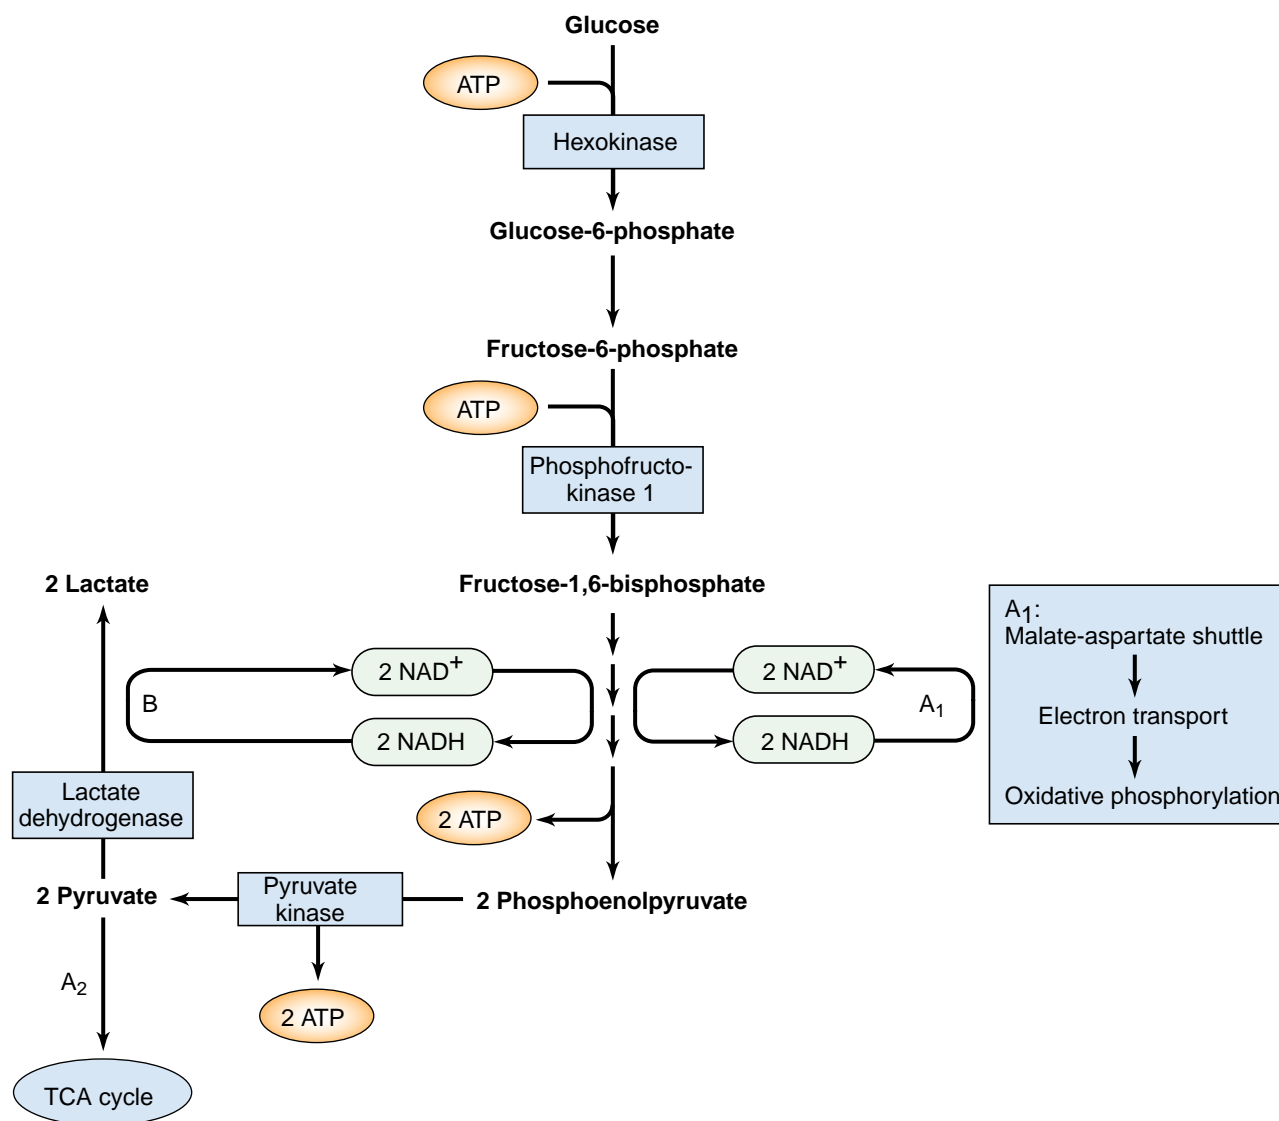 Glucose
ATP
Hexokinase
Glucose-6-phosphate
Fructose-6-phosphate
ATP
Phosphofructo-
kinase 1
2 Lactate
Fructose-1,6-bisphosphate
A₁:
Malate-aspartate shuttle
2 NAD⁺
2 NAD⁺
B
A₁
Electron transport
2 NADH
2 NADH
Lactate
dehydrogenase
Oxidative phosphorylation
2 ATP
2 Pyruvate
Pyruvate
kinase
2 Phosphoenolpyruvate
A₂
2 ATP
TCA cycle